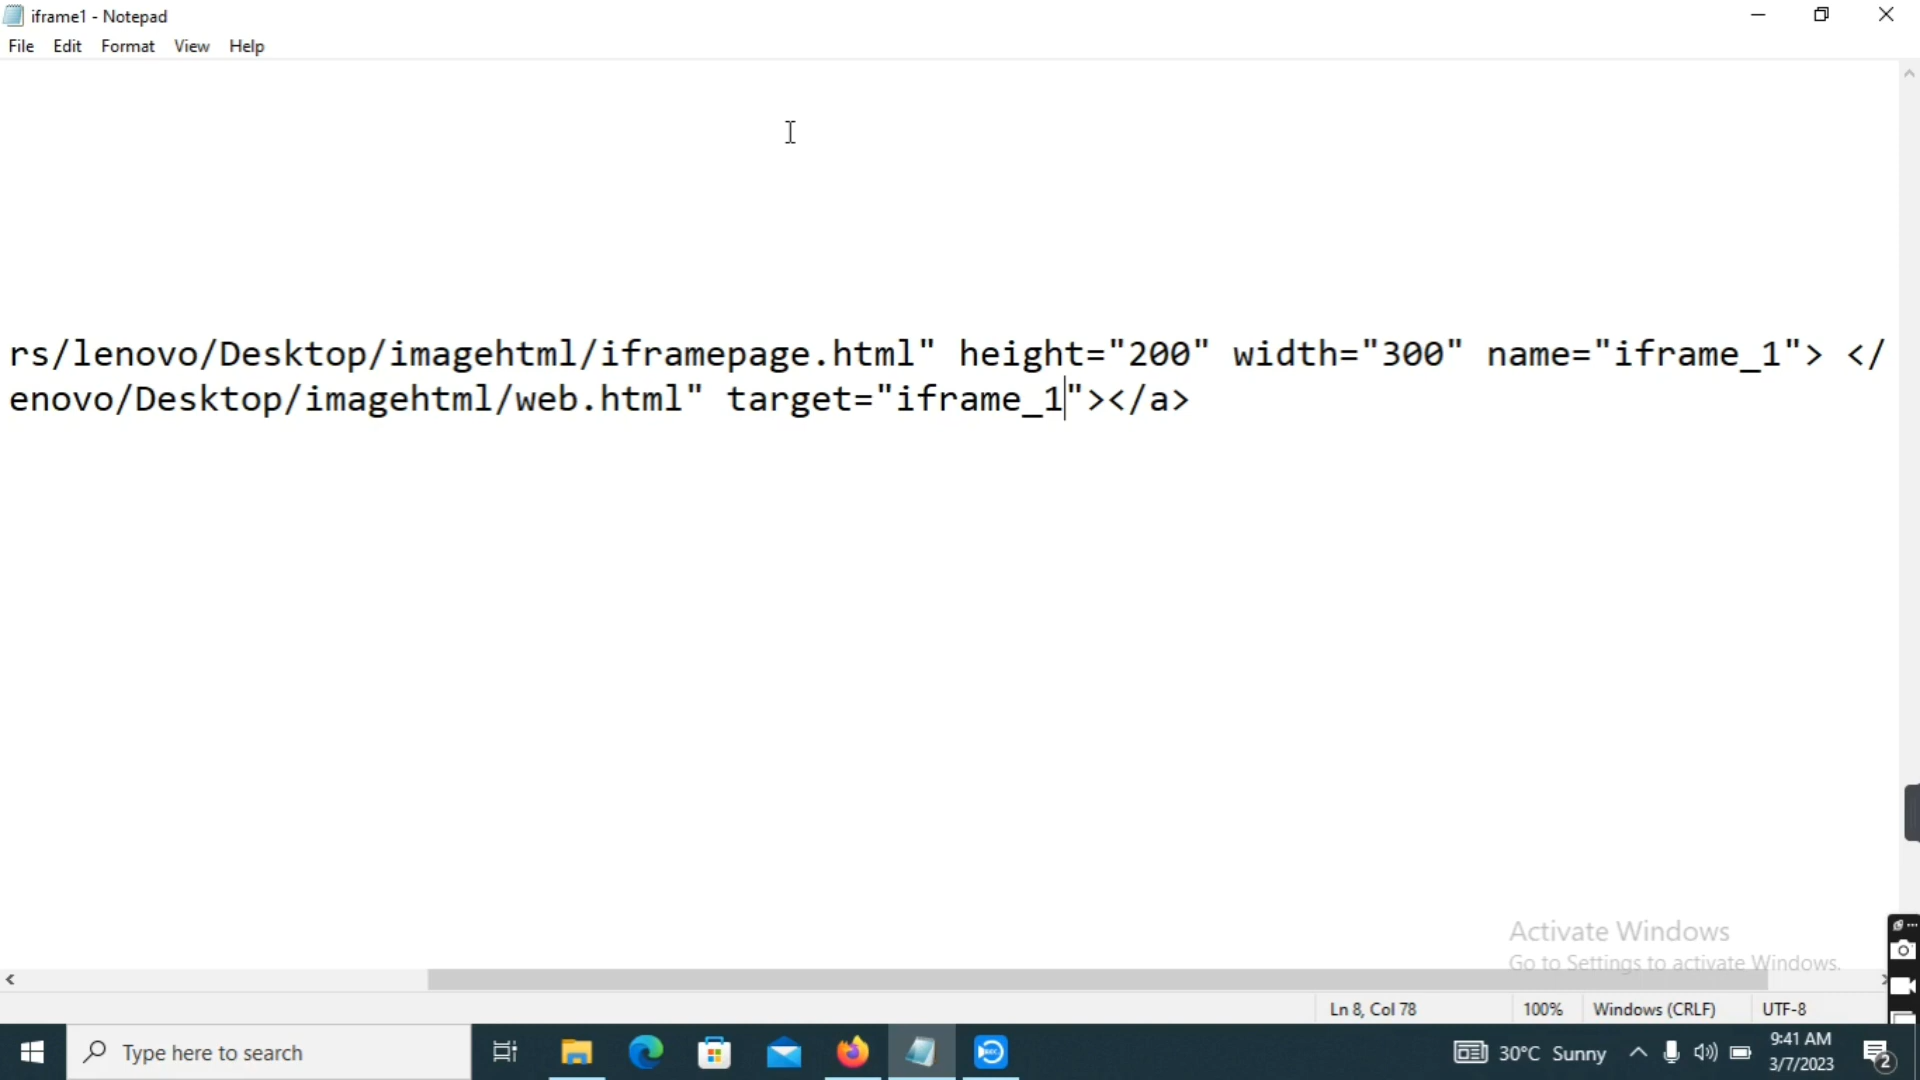 iframe1 - Notepad
File Edit Format View Help
rs/lenovo/Desktop/imagehtml/iframepage.html" height="200" width="300" name="iframe_1"> </
enovo/Desktop/imagehtml/web.html" target="iframe_1"></a>
Activate Windows
Go to Settings to activate Windows.
Ln 8, Col 78 100% Windows (CRLF) UTF-8
Type here to search
REC
30°C Sunny
9:41 AM
3/7/2023
2